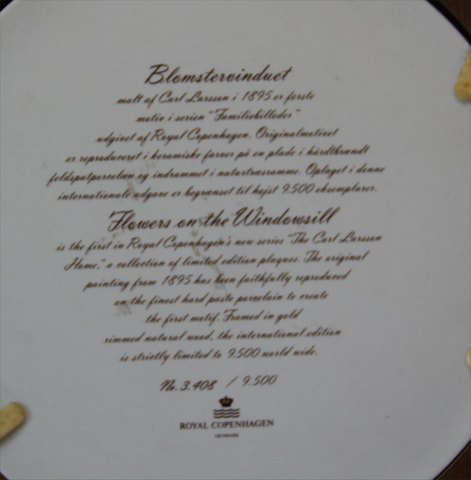 Blomstervinduet
malt af Carl Larsson i 1895 er første
motiv i serien "Familiebilleder"
udgivet af Royal Copenhagen. Originalmotivet
er reproduceret i keramiske farver på en plade i hårdtbrandt
feldspatporcelæn og indrammet i naturtræsramme. Oplaget i denne
internationale udgave er begrænset til højst 9.500 eksemplarer.
Flowers on the Windowsill
is the first in Royal Copenhagen's new series "The Carl Larsson
Home," a collection of limited edition plaques. The original
painting from 1895 has been faithfully reproduced
on the finest hard paste porcelain to create
the first motif. Framed in gold
rimmed natural wood, the international edition
is strictly limited to 9.500 world wide.
No. 3.408 / 9.500
ROYAL COPENHAGEN
DENMARK